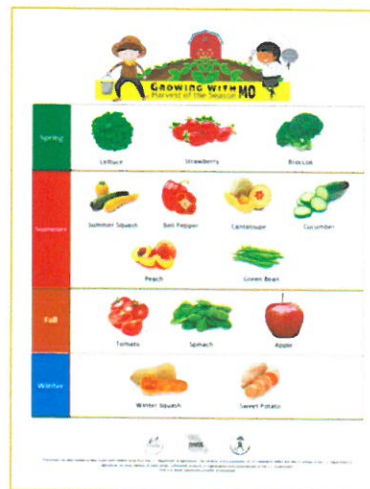 GROWING WITH MO
Harvest of the Season
Spring
Lettuce Strawberry Broccoli
Summer
Summer Squash Bell Pepper Cantaloupe Cucumber
Peach Green Bean
Fall
Tomato Spinach Apple
Winter
Winter Squash Sweet Potato